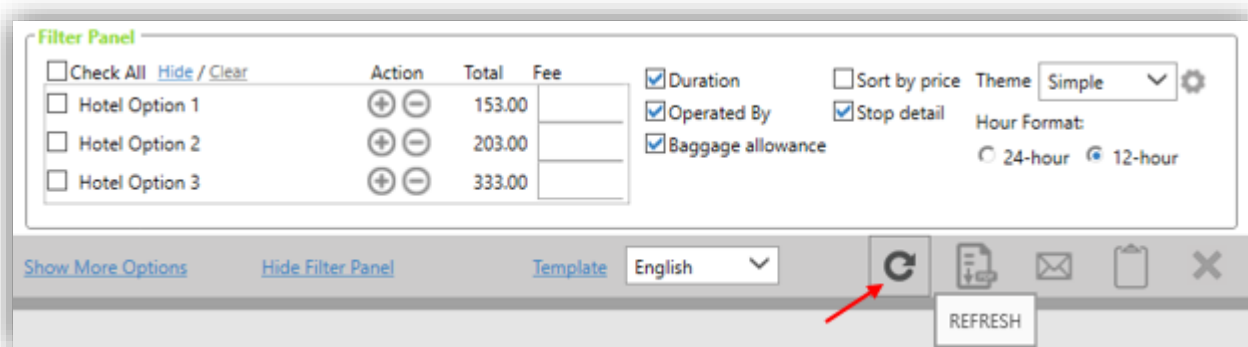 Filter Panel
Check All Hide / Clear Action Total Fee
Hotel Option 1 153.00
Hotel Option 2 203.00
Hotel Option 3 333.00
Duration
Operated By
Baggage allowance
Sort by price
Stop detail
Theme Simple
Hour Format:
24-hour 12-hour
Show More Options Hide Filter Panel Template English
REFRESH